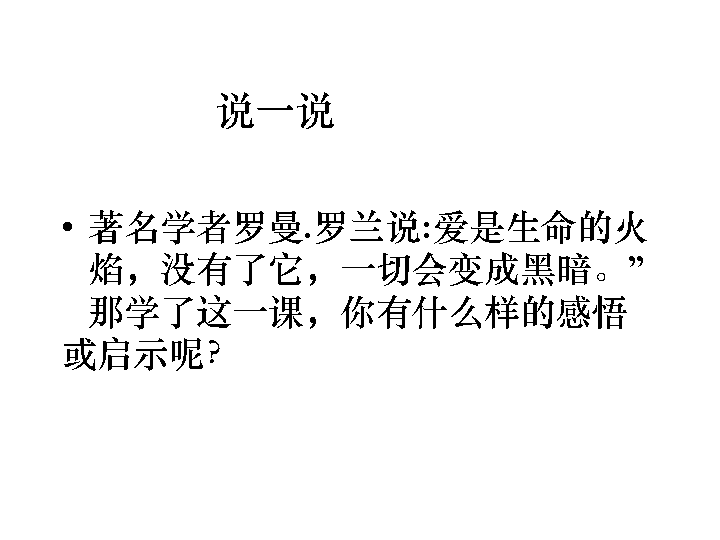 说一说
• 著名学者罗曼.罗兰说:爱是生命的火
焰，没有了它，一切会变成黑暗。”
那学了这一课，你有什么样的感悟
或启示呢?